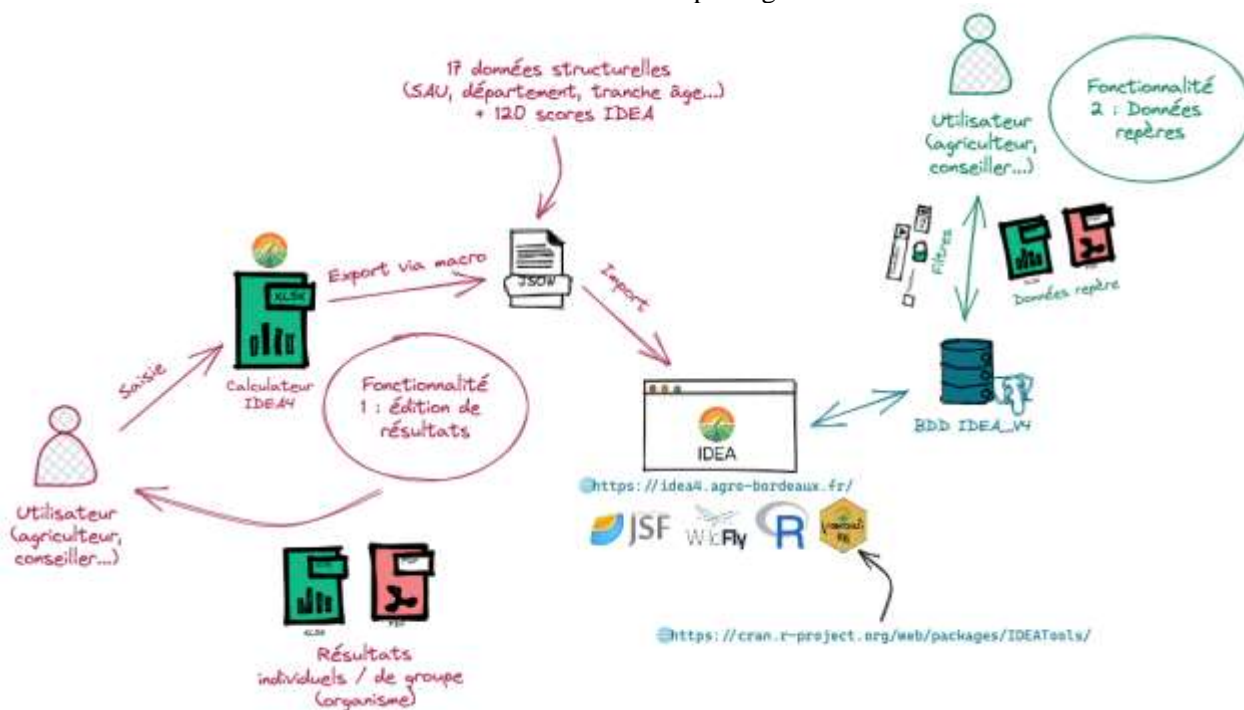 17 données structurelles
(SAU, département, tranche âge...)
+ 120 scores IDEA
Fonctionnalité
2 : Données
repères
Utilisateur
(agriculteur,
conseiller...)
Filtres
Données repère
Export via macro
JSON
Import
XLSX
Calculateur
IDEA4
Saisie
Fonctionnalité
1 : édition de
résultats
IDEA
BDD IDEA_V4
https://idea4.agro-bordeaux.fr/
JSF
WildFly
R
Utilisateur
(agriculteur,
conseiller...)
XLSX
PDF
https://cran.r-project.org/web/packages/IDEATools/
Résultats
individuels / de groupe
(organisme)